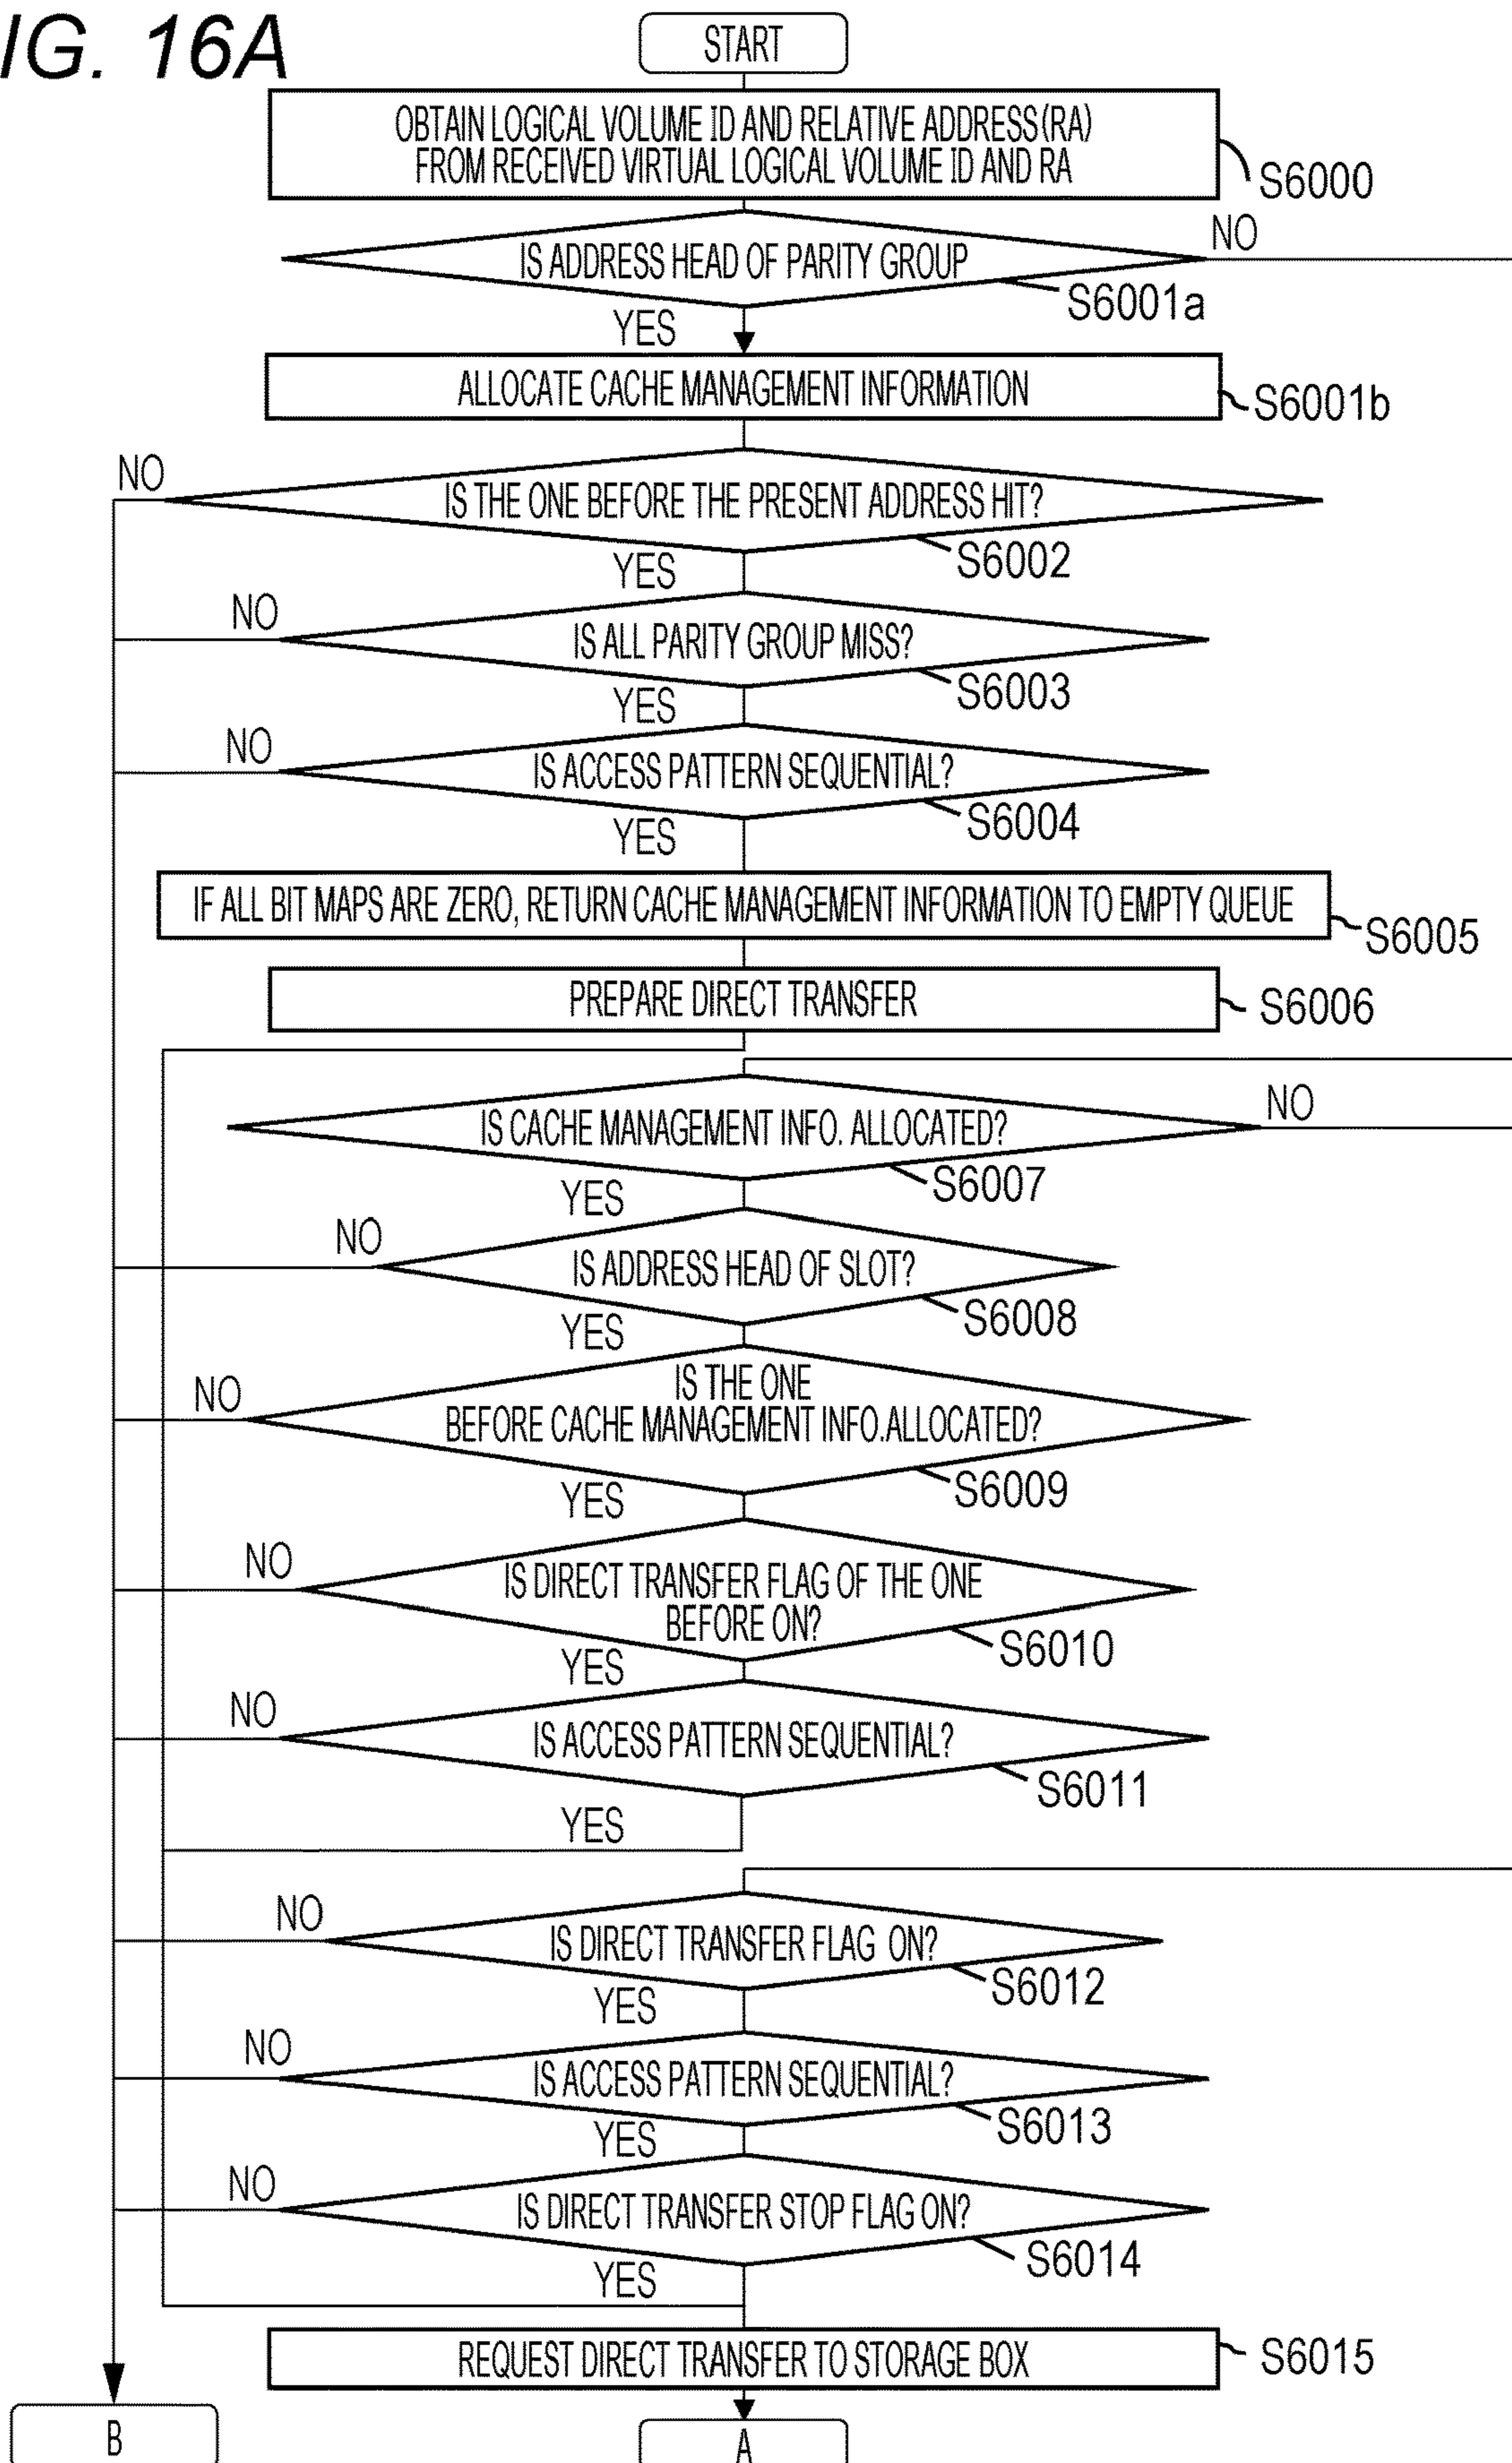 IG. 16A
START
OBTAIN LOGICAL VOLUME ID AND RELATIVE ADDRESS (RA)
FROM RECEIVED VIRTUAL LOGICAL VOLUME ID AND RA
S6000
IS ADDRESS HEAD OF PARITY GROUP
NO
S6001a
YES
ALLOCATE CACHE MANAGEMENT INFORMATION
S6001b
NO
IS THE ONE BEFORE THE PRESENT ADDRESS HIT?
S6002
YES
NO
IS ALL PARITY GROUP MISS?
S6003
YES
NO
IS ACCESS PATTERN SEQUENTIAL?
S6004
YES
IF ALL BIT MAPS ARE ZERO, RETURN CACHE MANAGEMENT INFORMATION TO EMPTY QUEUE
S6005
PREPARE DIRECT TRANSFER
S6006
IS CACHE MANAGEMENT INFO. ALLOCATED?
NO
S6007
YES
NO
IS ADDRESS HEAD OF SLOT?
S6008
YES
NO
IS THE ONE
BEFORE CACHE MANAGEMENT INFO.ALLOCATED?
S6009
YES
NO
IS DIRECT TRANSFER FLAG OF THE ONE
BEFORE ON?
S6010
YES
NO
IS ACCESS PATTERN SEQUENTIAL?
S6011
YES
NO
IS DIRECT TRANSFER FLAG ON?
S6012
YES
NO
IS ACCESS PATTERN SEQUENTIAL?
S6013
YES
NO
IS DIRECT TRANSFER STOP FLAG ON?
S6014
YES
REQUEST DIRECT TRANSFER TO STORAGE BOX
S6015
B
A